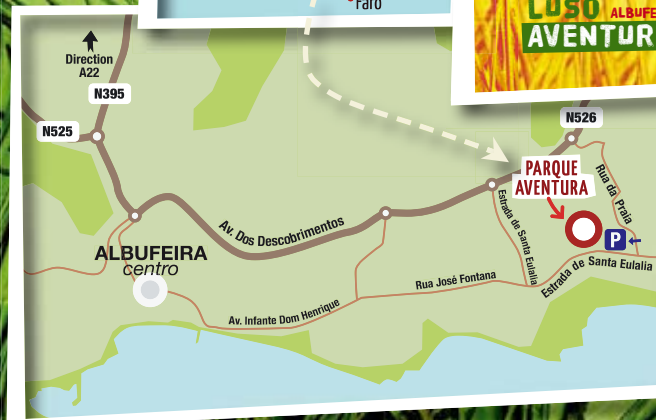 Faro
LUSO
ALBUFE
AVENTUR
Direction
A22
N395
N525
N526
PARQUE
AVENTURA
Rua da Praia
Av. Dos Descobrimentos
Estrada de Santa Eulalia
P
ALBUFEIRA
centro
Estrada de Santa Eulalia
Rua José Fontana
Av. Infante Dom Henrique